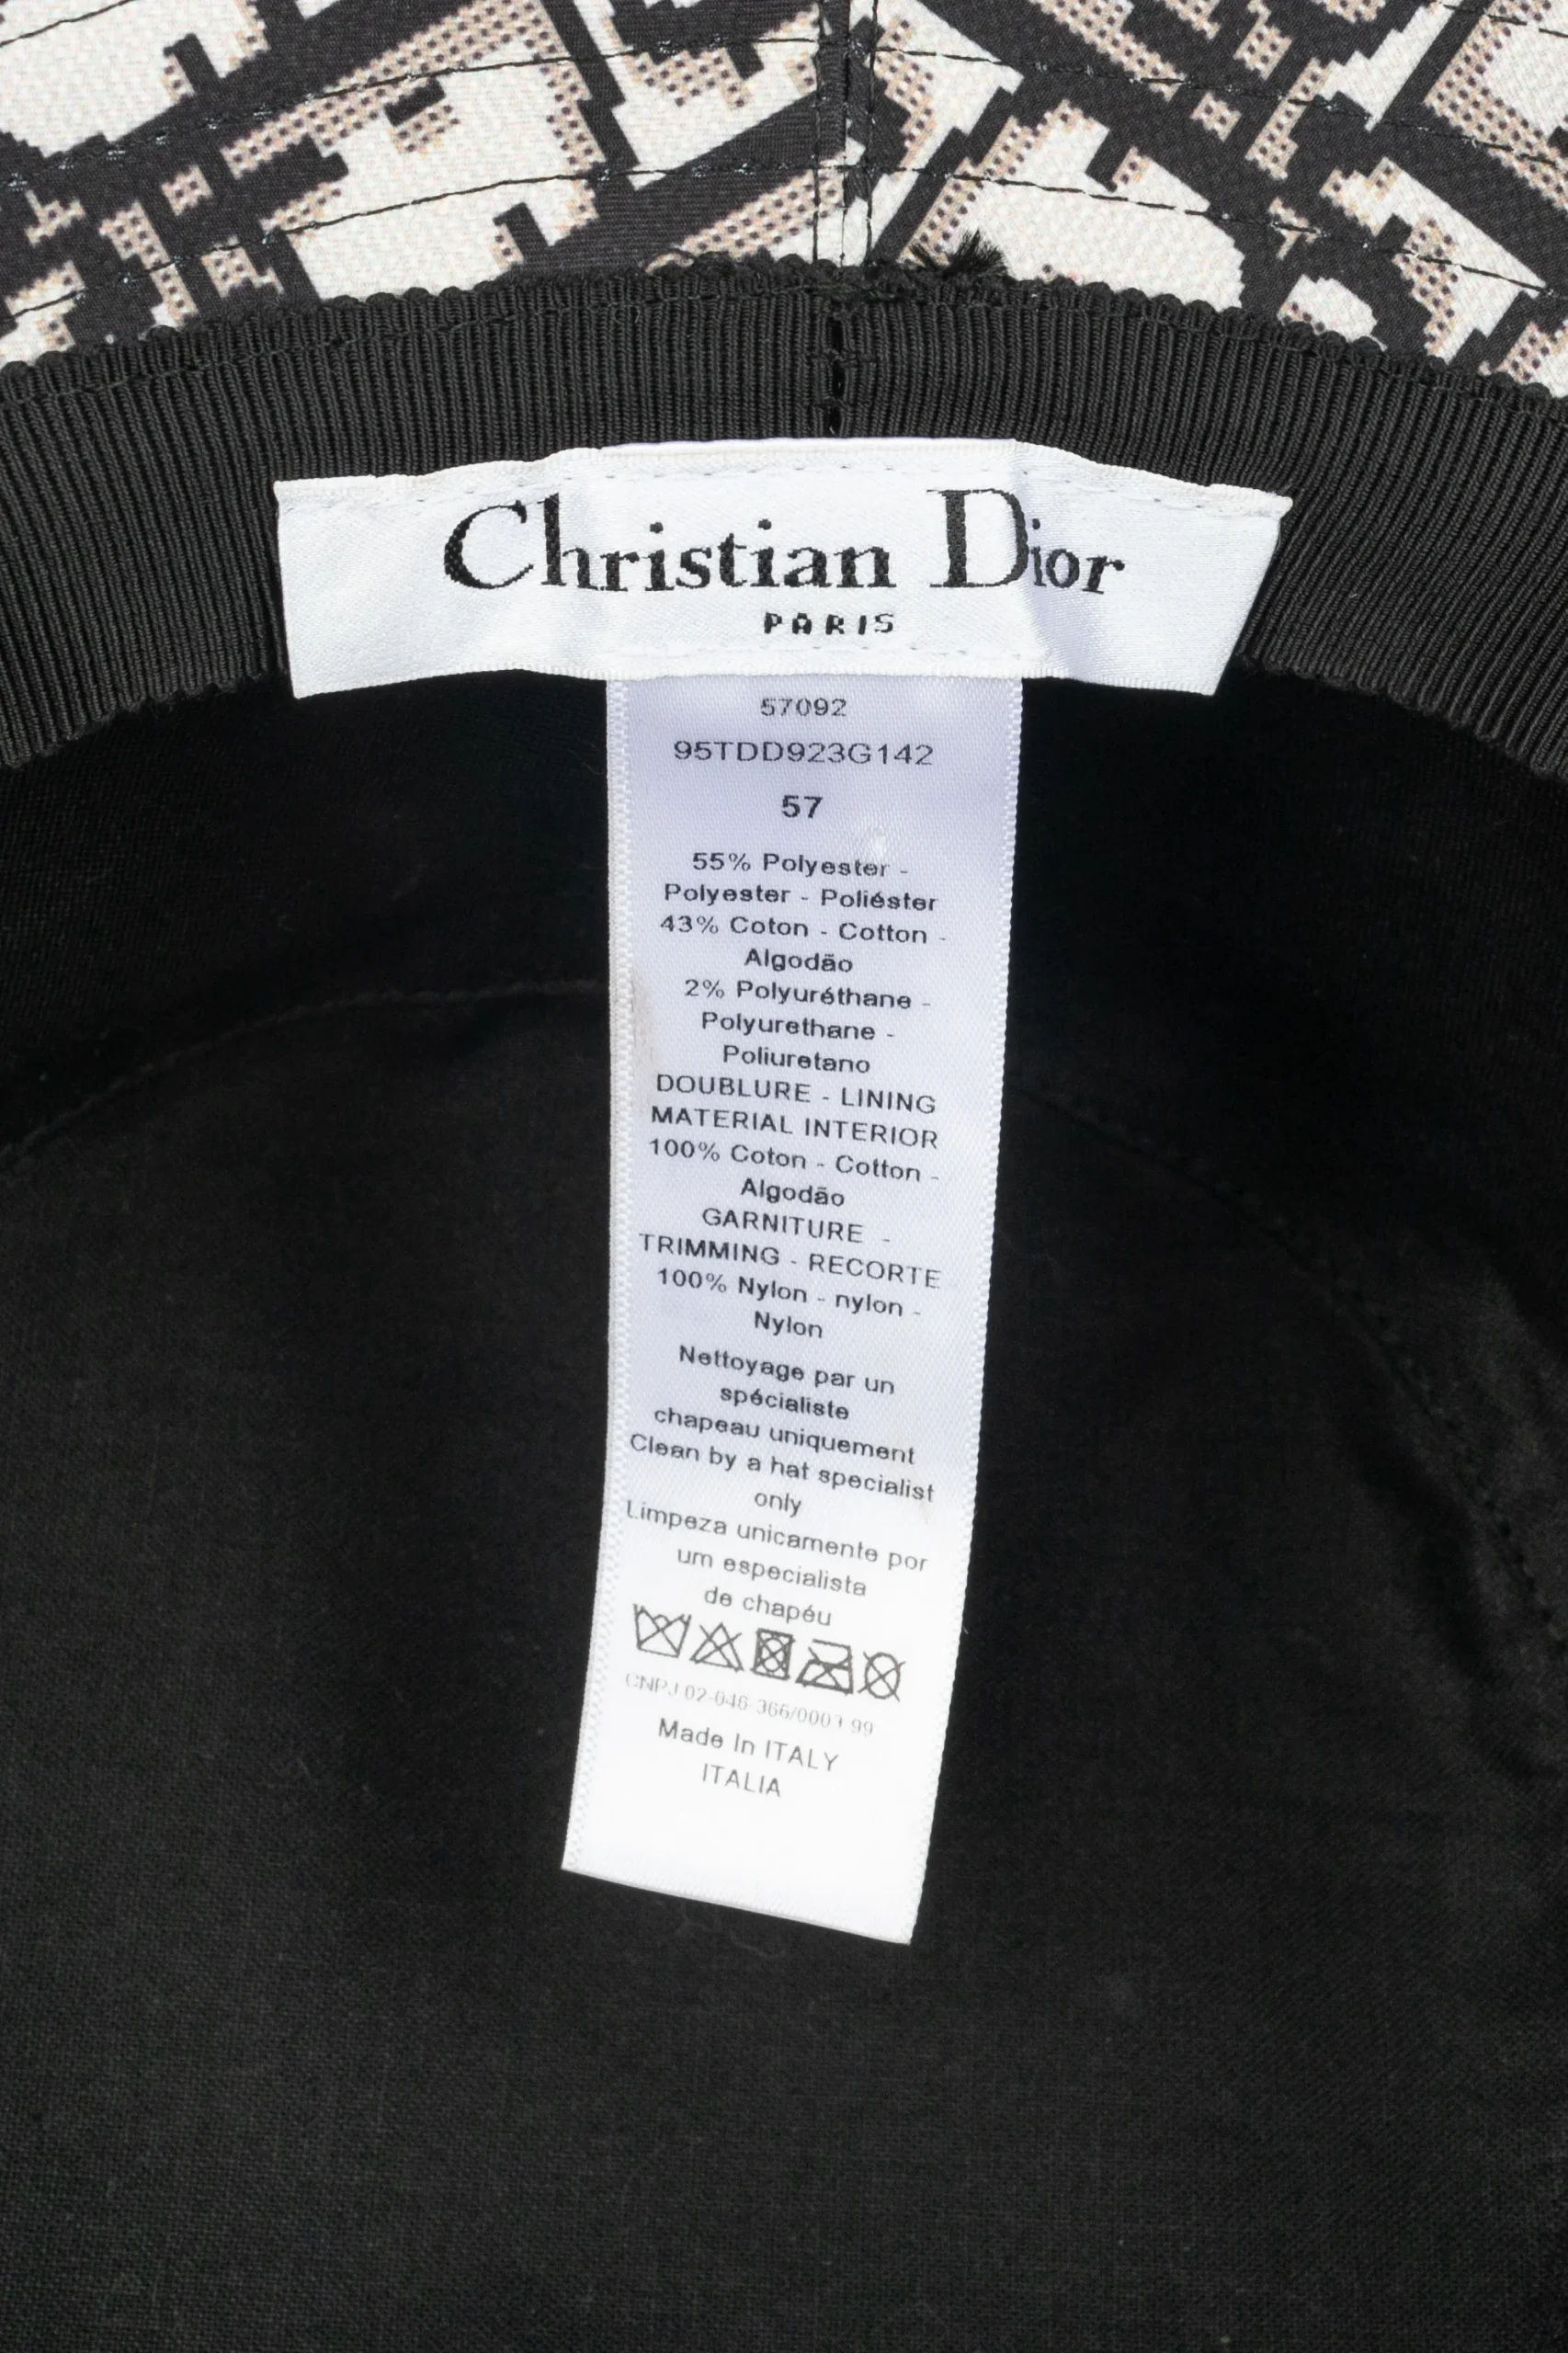 Christian Dior
PARIS
57092
95TDD923G142
57
55% Polyester -
Polyester - Poliéster
43% Coton - Cotton -
Algodão
2% Polyuréthane -
Polyurethane -
Poliuretano
DOUBLURE - LINING
MATERIAL INTERIOR
100% Coton - Cotton -
Algodão
GARNITURE -
TRIMMING - RECORTE
100% Nylon - nylon -
Nylon
Nettoyage par un
spécialiste
chapeau uniquement
Clean by a hat specialist
only
Limpeza unicamente por
um especialista
de chapéu
CNPJ
Made In ITALY
ITALIA